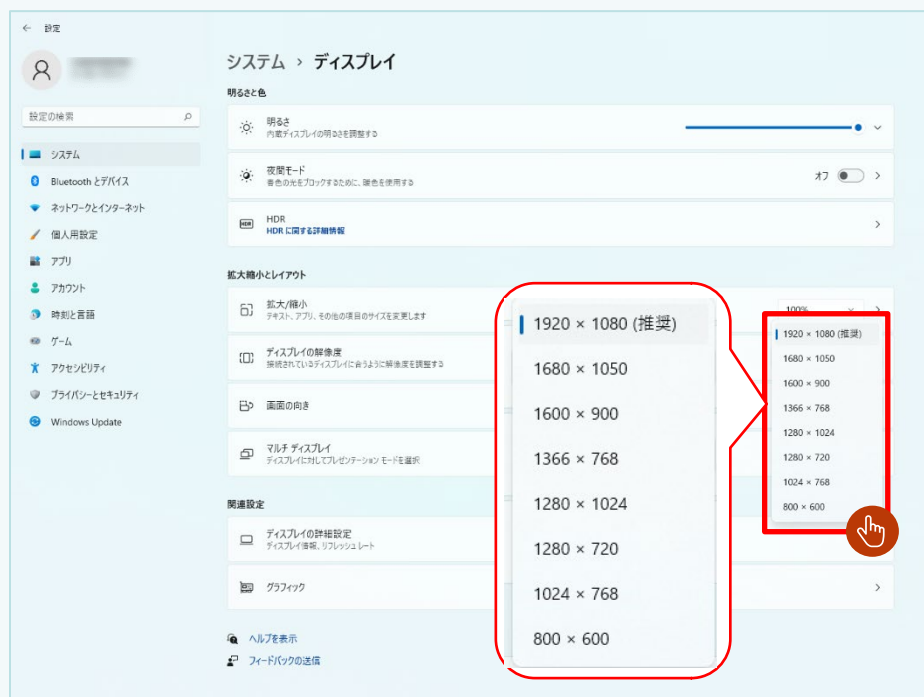 ← 設定
設定の検索
システム
Bluetooth とデバイス
ネットワークとインターネット
個人用設定
アプリ
アカウント
時刻と言語
ゲーム
アクセシビリティ
プライバシーとセキュリティ
Windows Update
システム › ディスプレイ
明るさと色
明るさ
内蔵ディスプレイの明るさを調整する
夜間モード
青色の光をブロックするために、暖色を使用する
オフ
HDR
HDR に関する詳細情報
拡大縮小とレイアウト
拡大/縮小
テキスト、アプリ、その他の項目のサイズを変更します
100%
ディスプレイの解像度
接続されているディスプレイに合うように解像度を調整する
画面の向き
マルチ ディスプレイ
ディスプレイに対してプレゼンテーション モードを選択
関連設定
ディスプレイの詳細設定
ディスプレイ情報、リフレッシュ レート
グラフィック
ヘルプを表示
フィードバックの送信
1920 × 1080 (推奨)
1680 × 1050
1600 × 900
1366 × 768
1280 × 1024
1280 × 720
1024 × 768
800 × 600
1920 × 1080 (推奨)
1680 × 1050
1600 × 900
1366 × 768
1280 × 1024
1280 × 720
1024 × 768
800 × 600